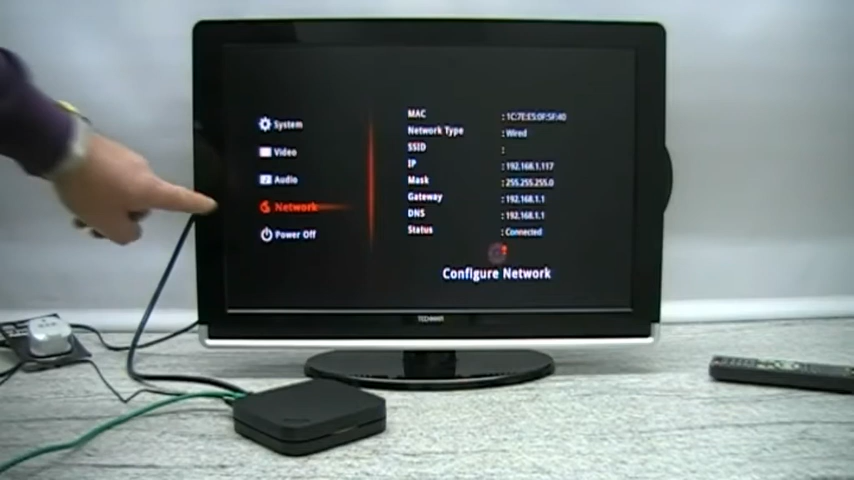 System
Video
Audio
Network
Power Off
MAC : 1C:7E:E5:0F:5F:40
Network Type : Wired
SSID :
IP : 192.168.1.117
Mask : 255.255.255.0
Gateway : 192.168.1.1
DNS : 192.168.1.1
Status : Connected
Configure Network